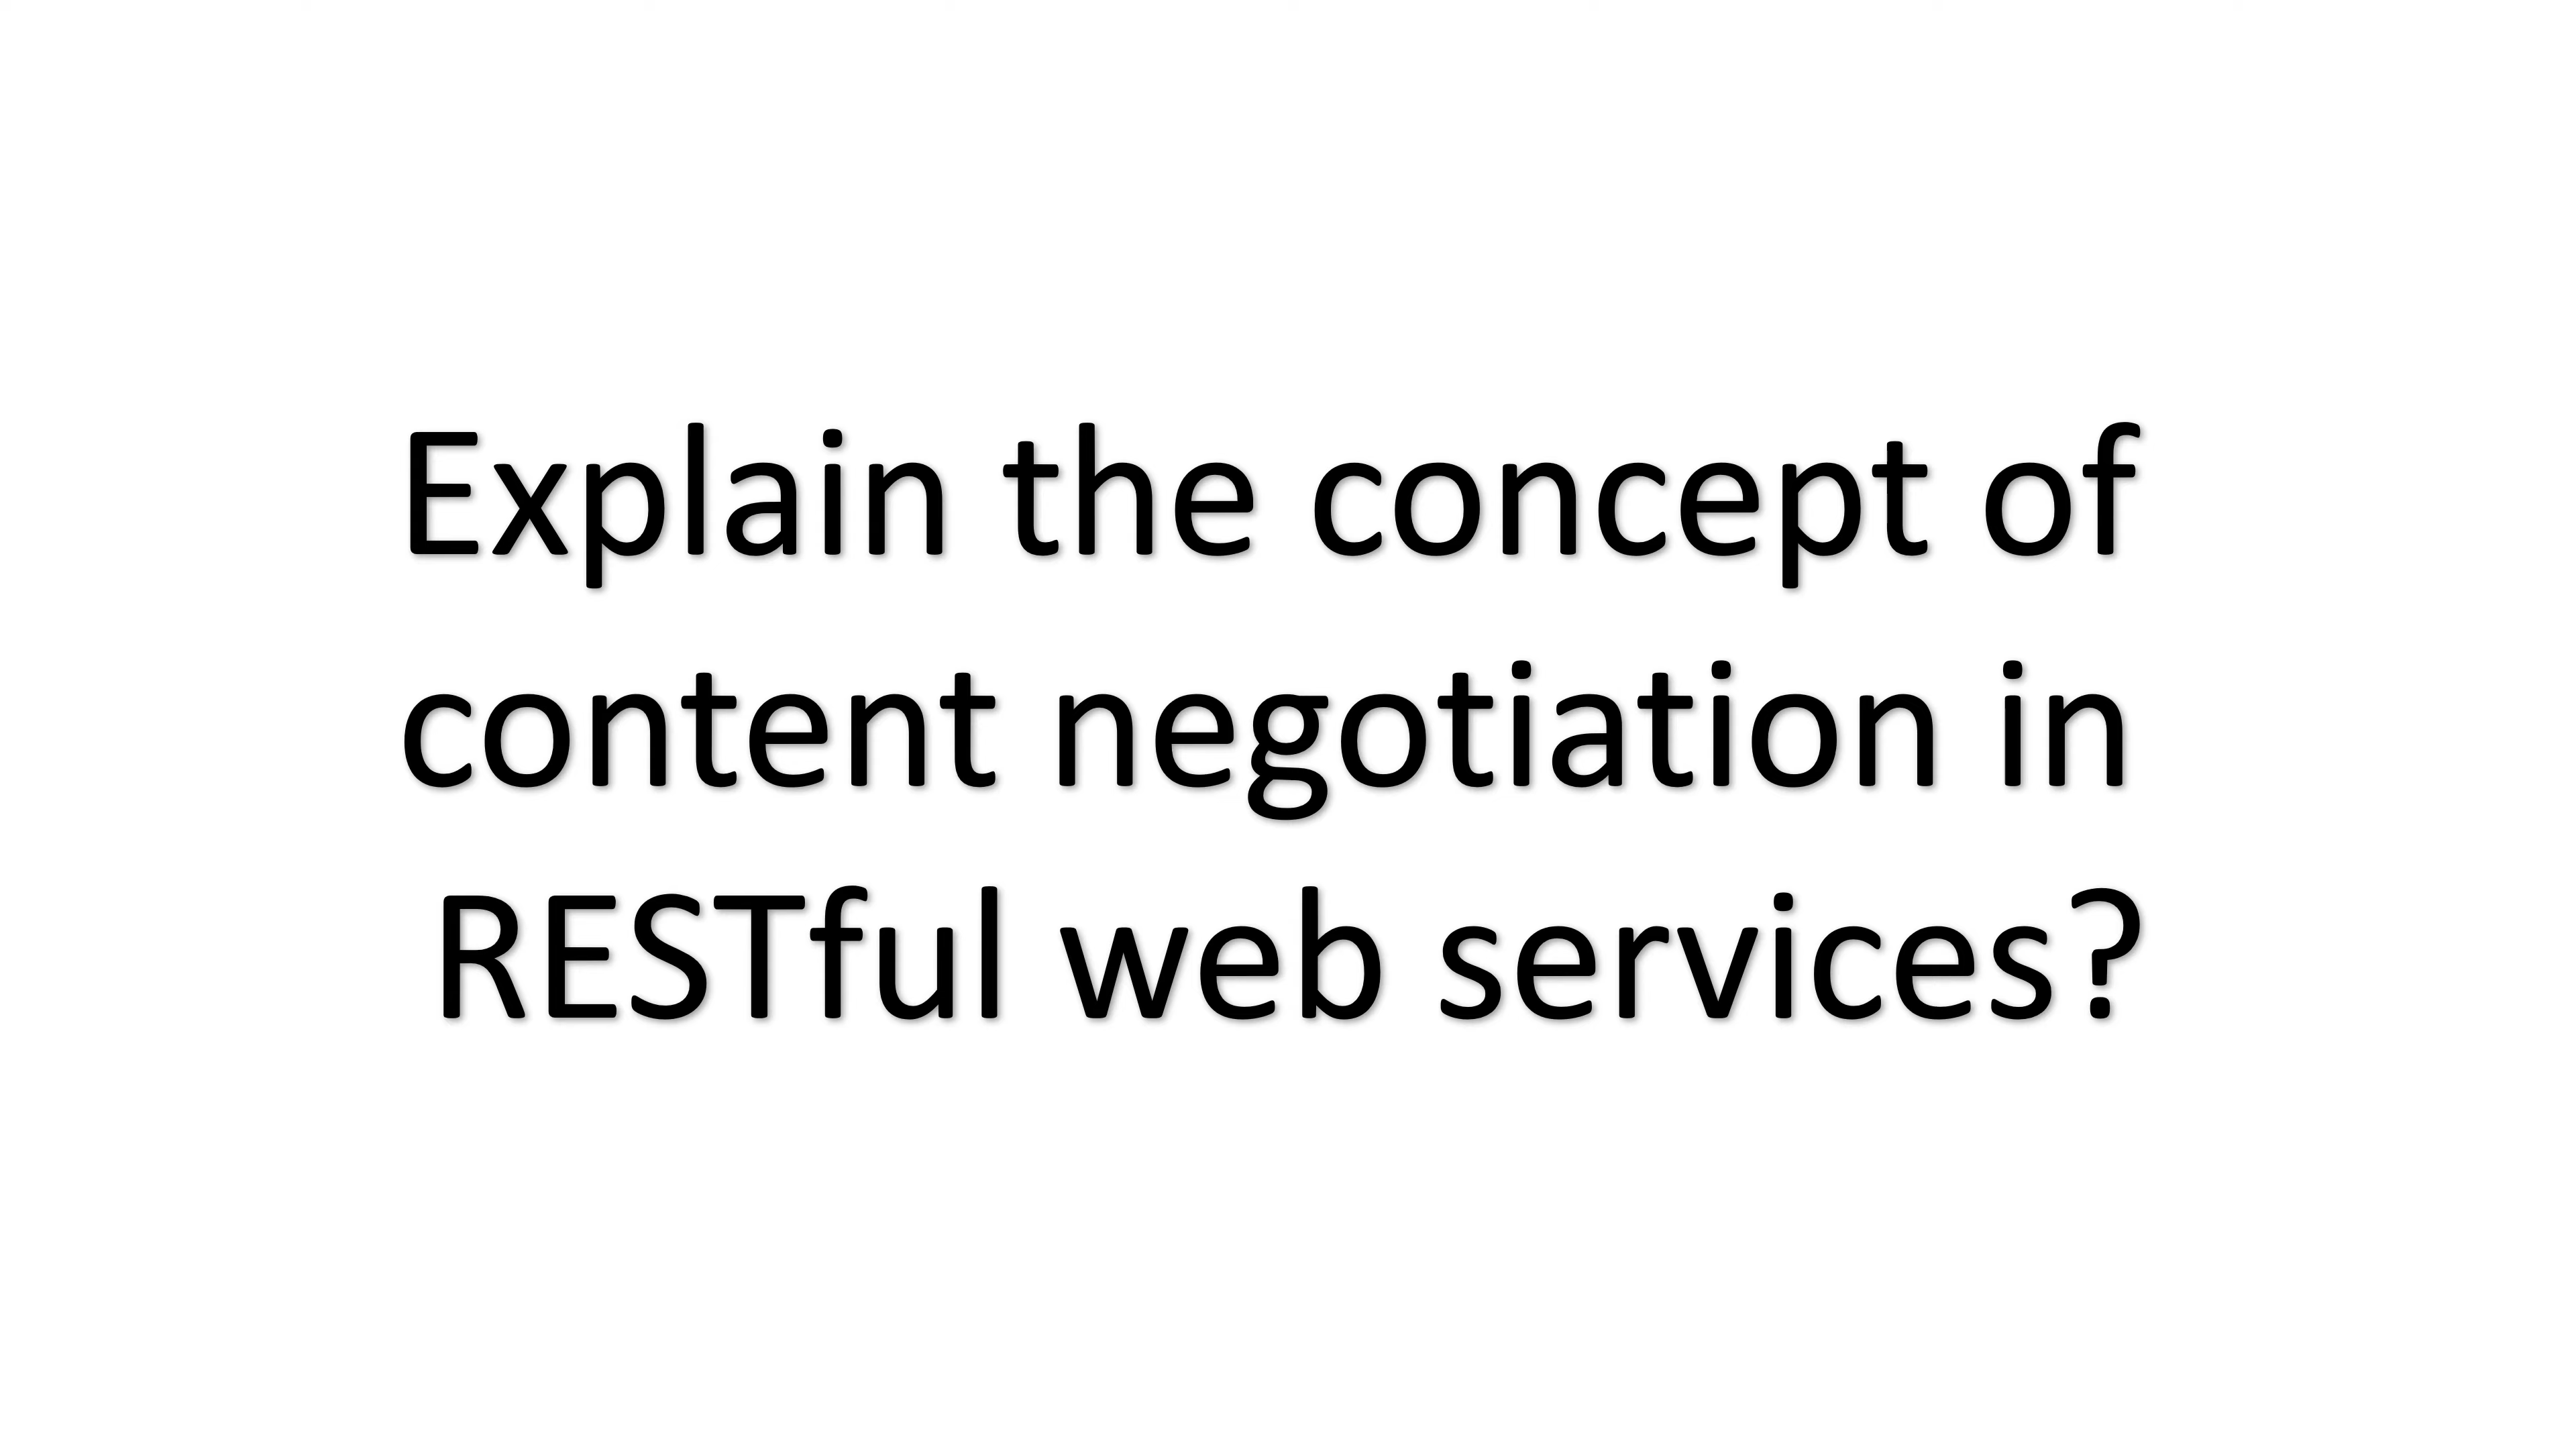 Explain the concept of
content negotiation in
RESTful web services?